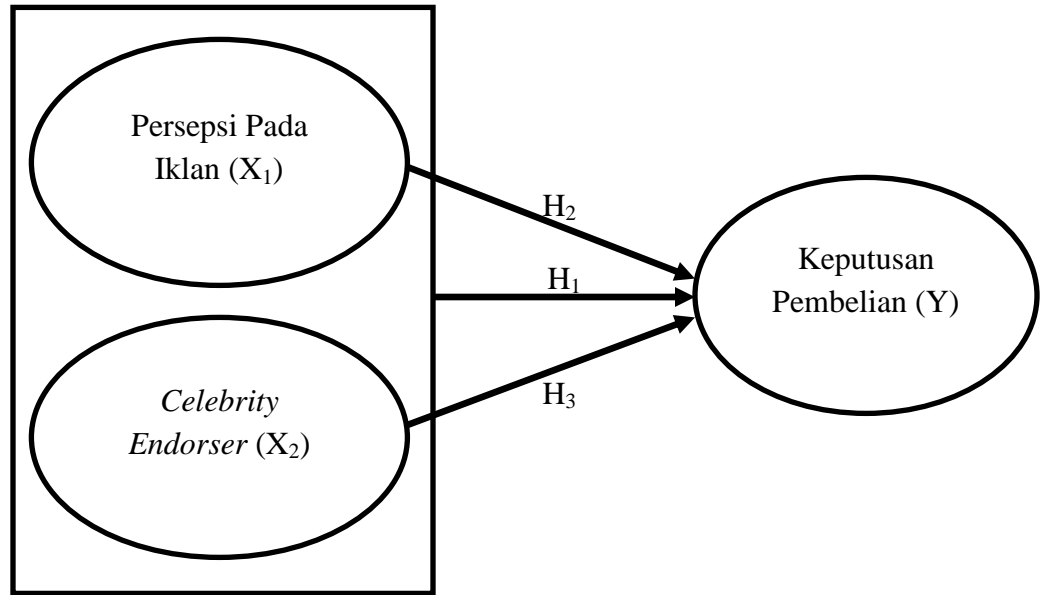 Persepsi Pada
Iklan (X₁)
H₂
H₁
Keputusan
Pembelian (Y)
Celebrity
Endorser (X₂)
H₃